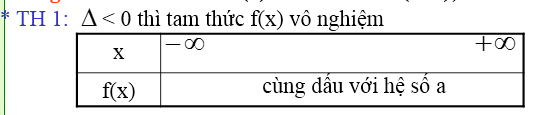 * TH 1: Δ < 0 thì tam thức f(x) vô nghiệm
x −∞ +∞
f(x) cùng dấu với hệ số a